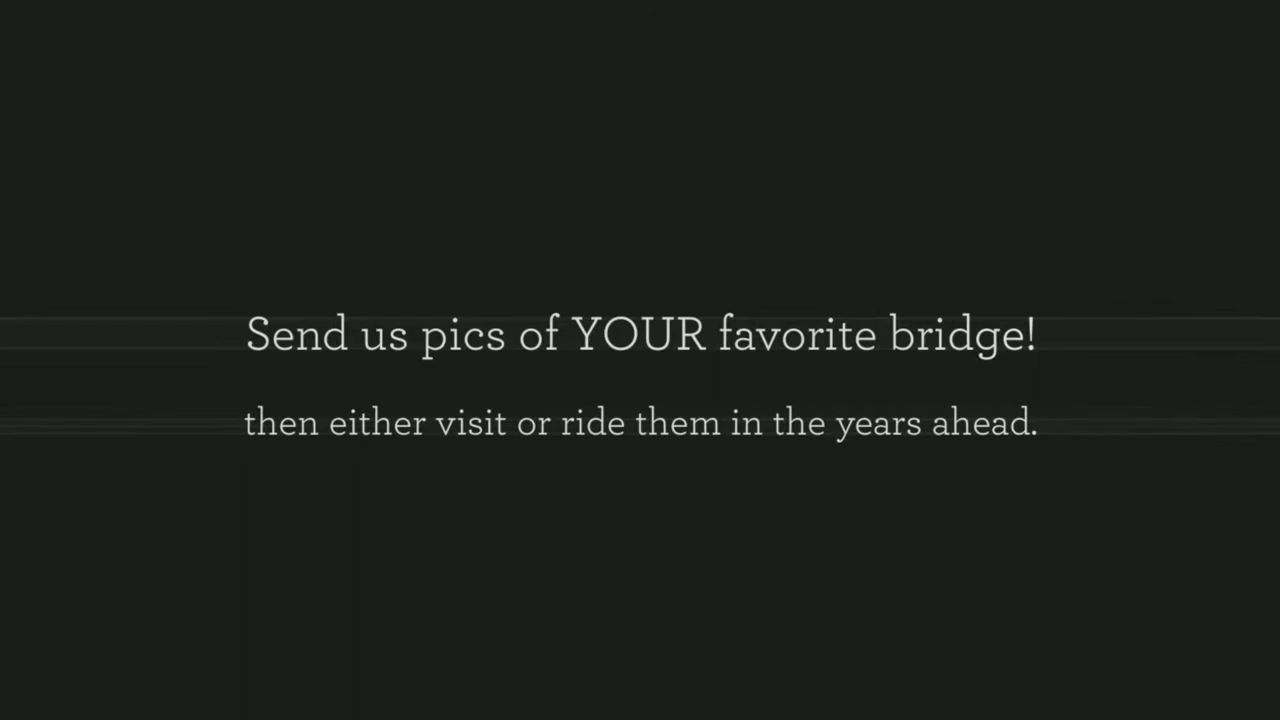 Send us pics of YOUR favorite bridge!
then either visit or ride them in the years ahead.